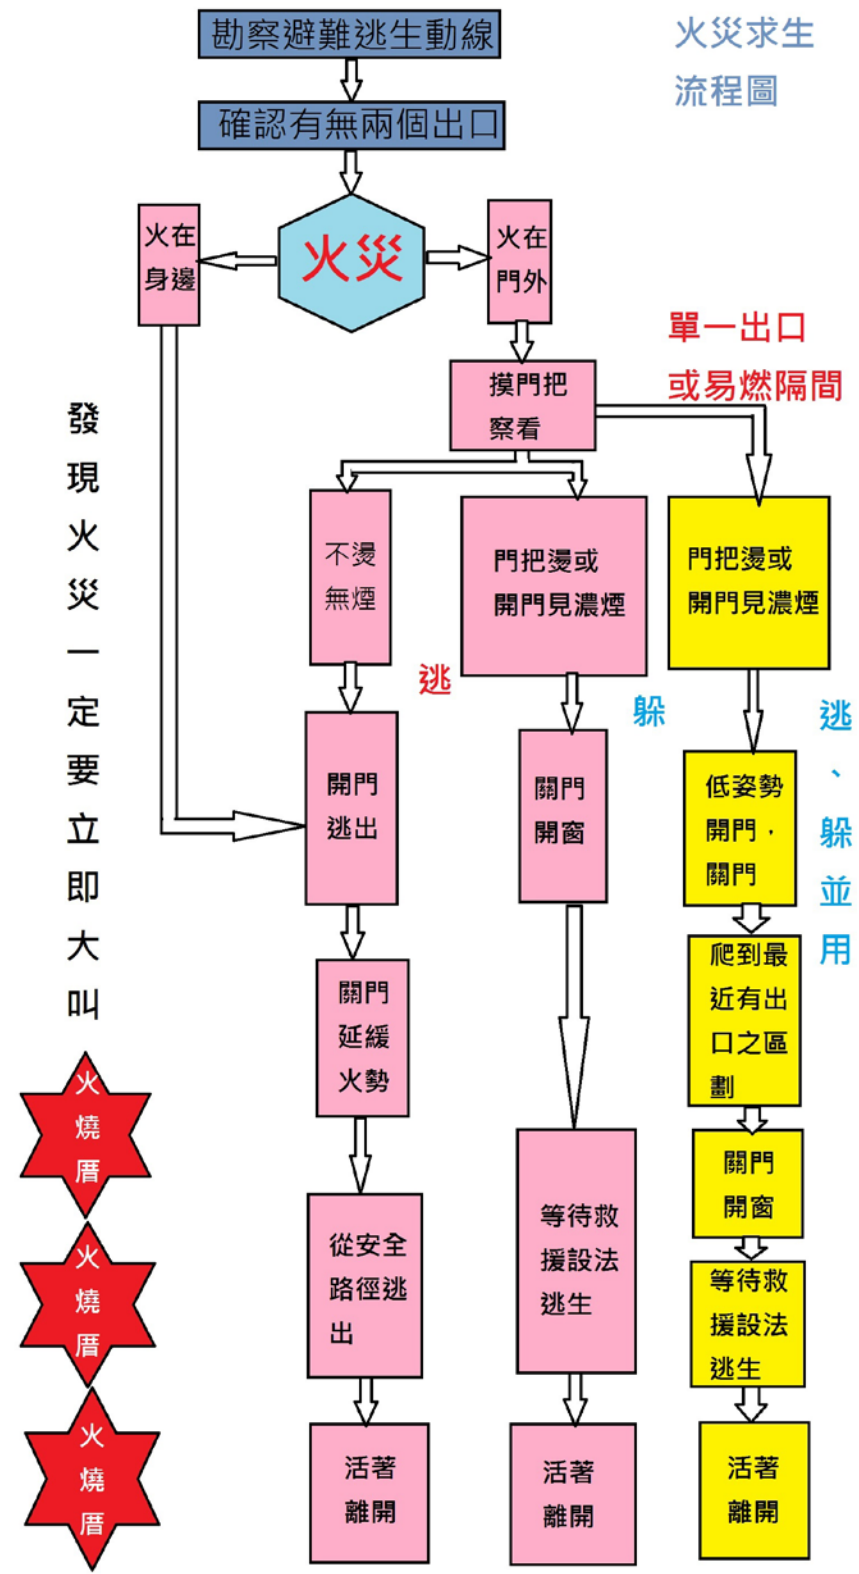 火災求生
流程圖
勘察避難逃生動線
確認有無兩個出口
火災
火在
身邊
火在
門外
單一出口
或易燃隔間
摸門把
察看
不燙
無煙
門把燙或
開門見濃煙
門把燙或
開門見濃煙
逃
躲
逃、躲並用
開門
逃出
關門
開窗
低姿勢
開門，
關門
關門
延緩
火勢
爬到最
近有出
口之區
劃
關門
開窗
從安全
路徑逃
出
等待救
援設法
逃生
等待救
援設法
逃生
活著
離開
活著
離開
活著
離開
發現火災一定要立即大叫
火燒厝
火燒厝
火燒厝